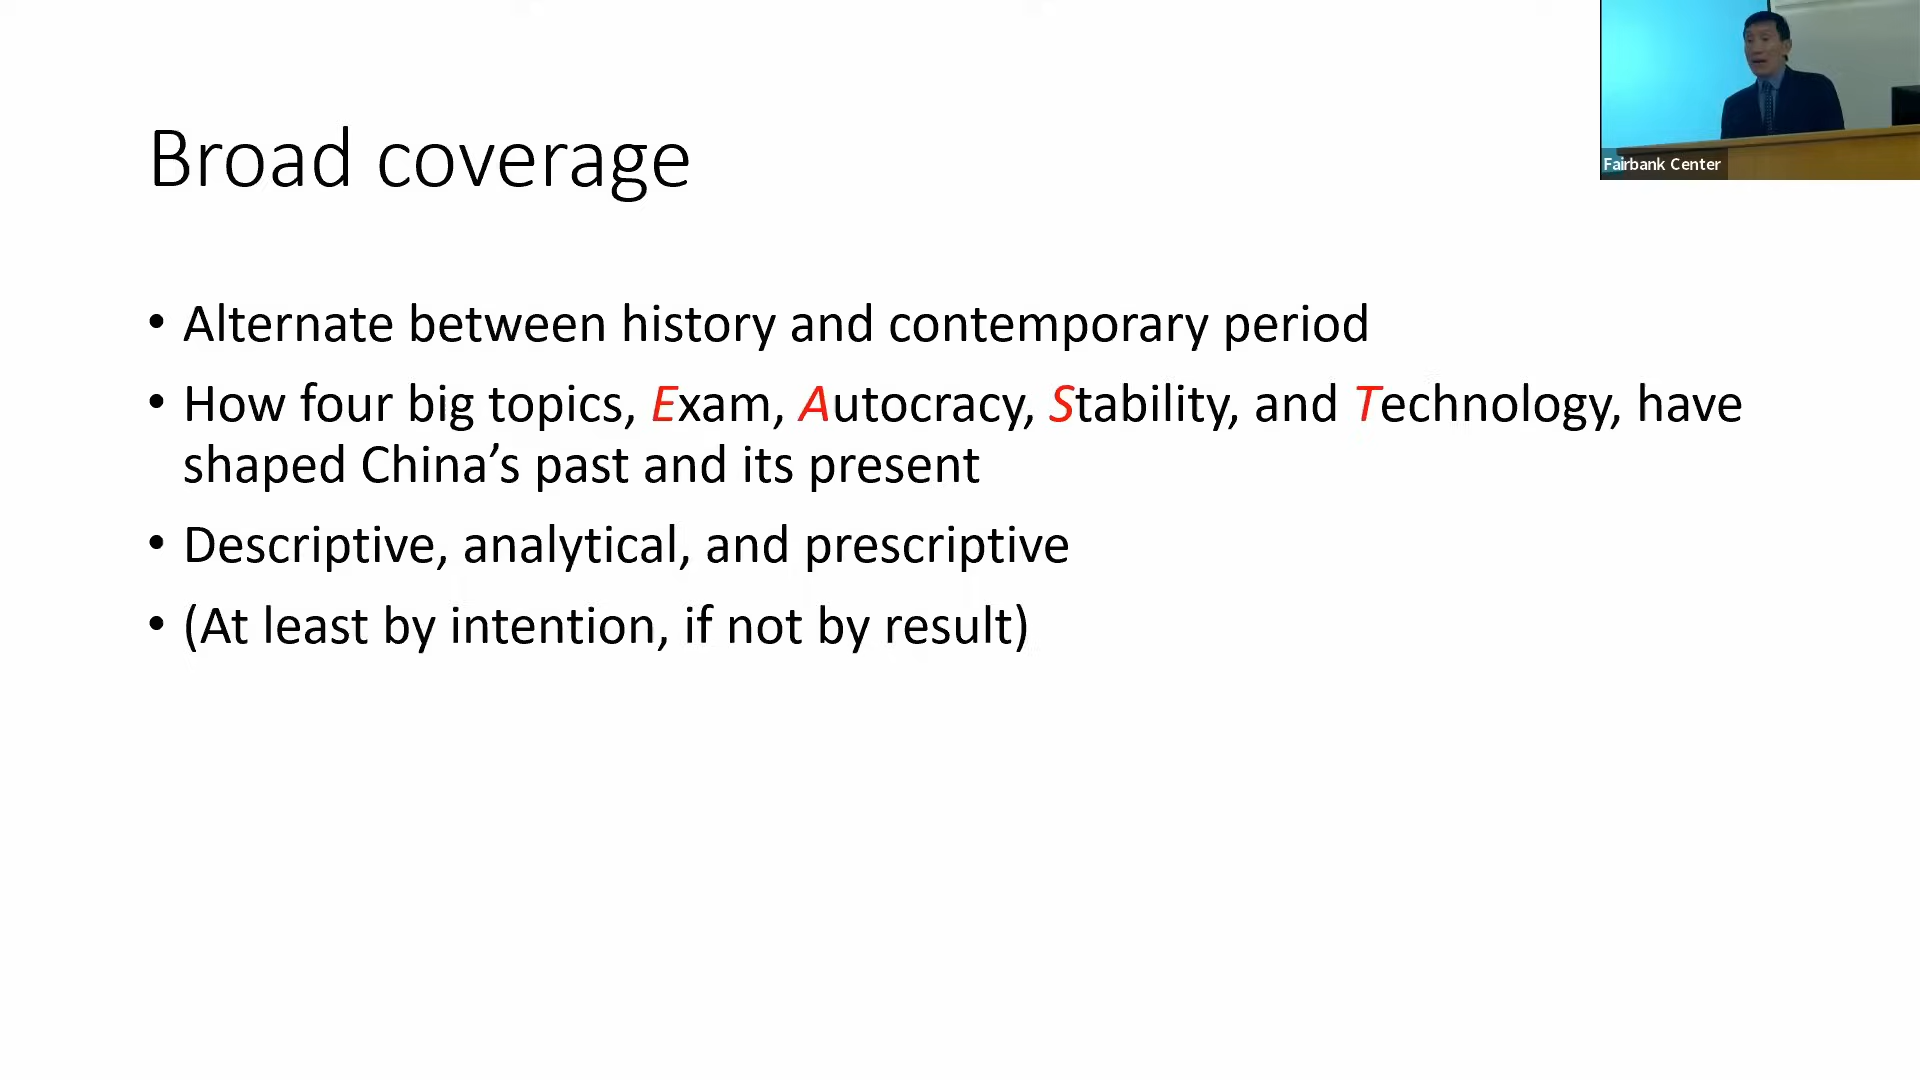 Fairbank Center
Broad coverage
• Alternate between history and contemporary period
• How four big topics, Exam, Autocracy, Stability, and Technology, have
shaped China’s past and its present
• Descriptive, analytical, and prescriptive
• (At least by intention, if not by result)